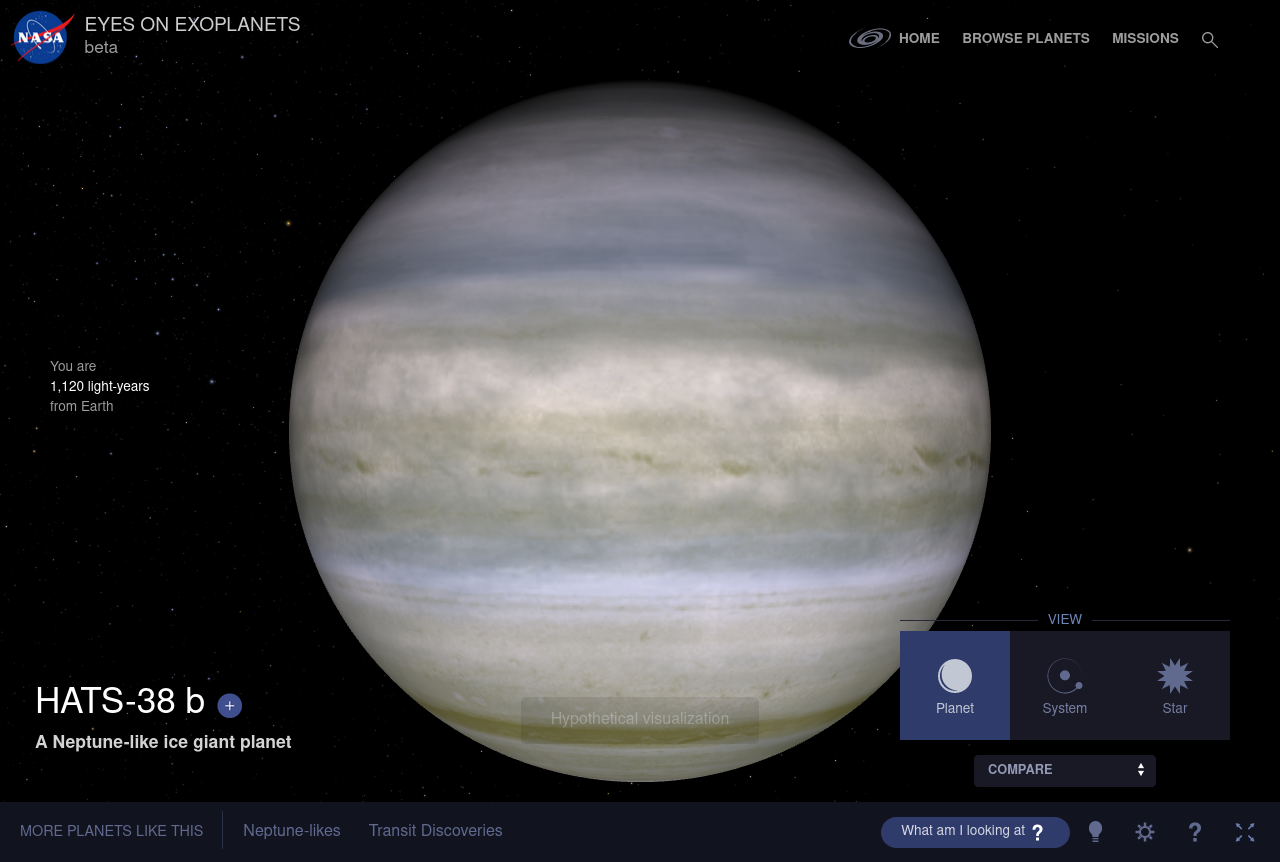 NASA
EYES ON EXOPLANETS
beta
HOME
BROWSE PLANETS
MISSIONS
You are
1,120 light-years
from Earth
HATS-38 b +
A Neptune-like ice giant planet
Hypothetical visualization
VIEW
Planet
System
Star
COMPARE
MORE PLANETS LIKE THIS
Neptune-likes
Transit Discoveries
What am I looking at ?
?